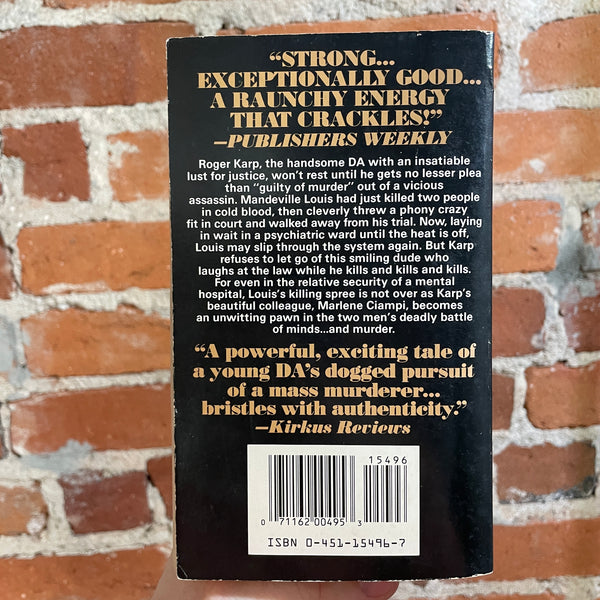 “STRONG...
EXCEPTIONALLY GOOD...
A RAUNCHY ENERGY
THAT CRACKLES!”
—PUBLISHERS WEEKLY
Roger Karp, the handsome DA with an insatiable
lust for justice, won't rest until he gets no lesser plea
than “guilty of murder” out of a vicious
assassin. Mandeville Louis had just killed two people
in cold blood, then cleverly threw a phony crazy
fit in court and walked away from his trial. Now, laying
in wait in a psychiatric ward until the heat is off,
Louis may slip through the system again. But Karp
refuses to let go of this smiling dude who
laughs at the law while he kills and kills and kills.
For even in the relative security of a mental
hospital, Louis's killing spree is not over as Karp's
beautiful colleague, Marlene Ciampi, becomes
an unwitting pawn in the two men's deadly battle
of minds...and murder.
“A powerful, exciting tale of
a young DA's dogged pursuit
of a mass murderer...
bristles with authenticity.”
—Kirkus Reviews
15496
0 71162 00495 3
ISBN 0-451-15496-7